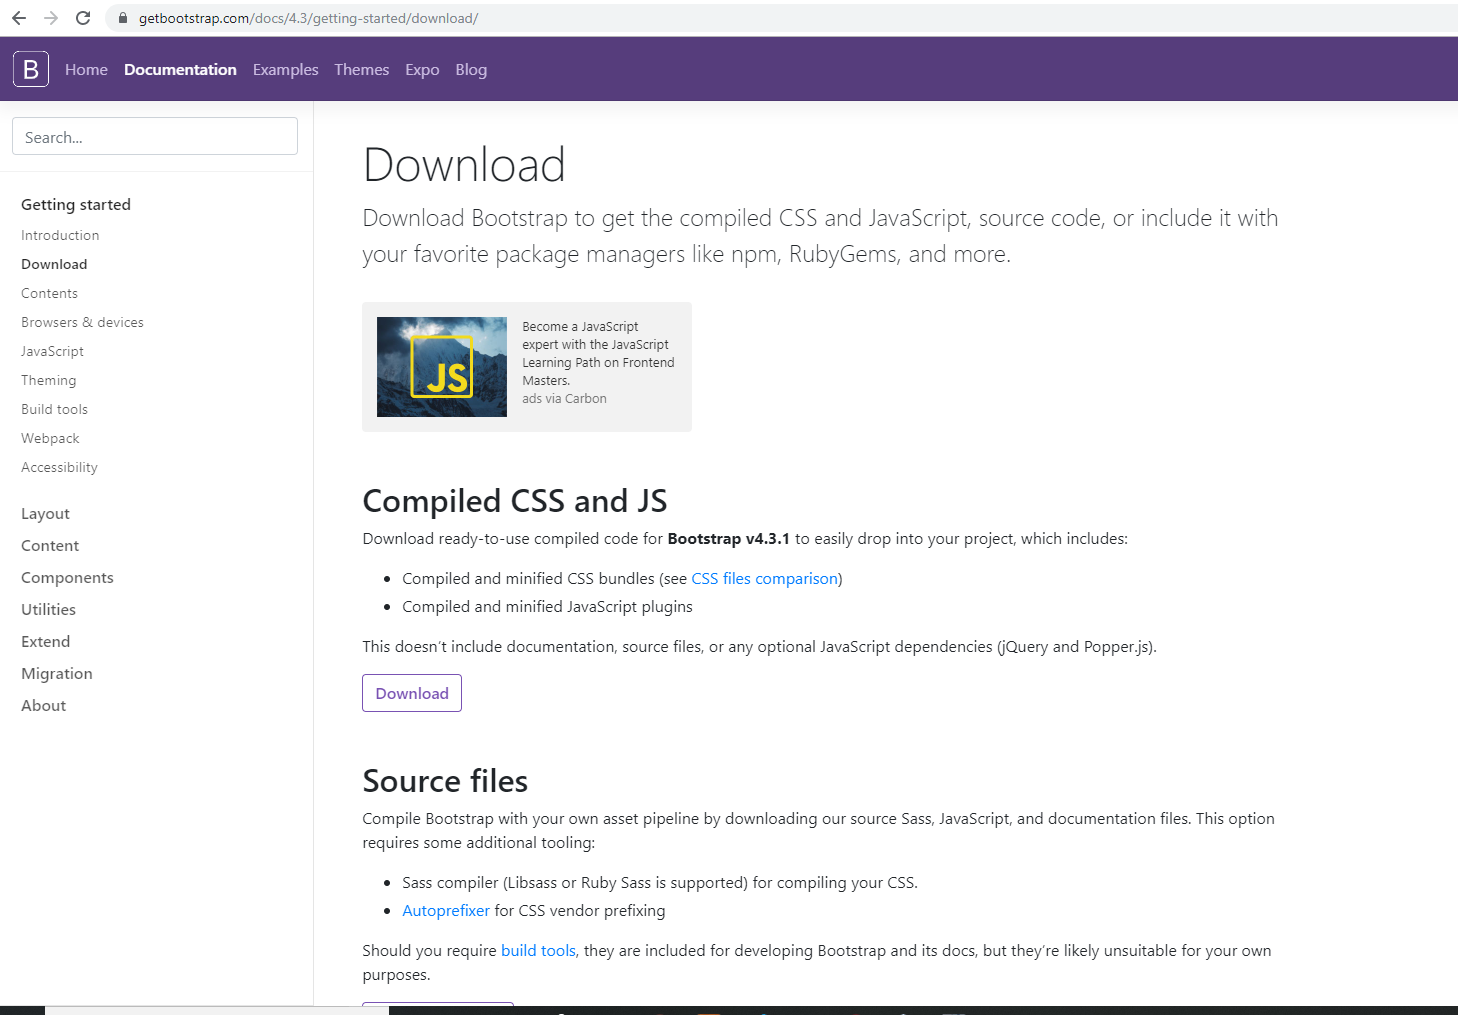 getbootstrap.com/docs/4.3/getting-started/download/
B Home Documentation Examples Themes Expo Blog
Search...
Getting started
Introduction
Download
Contents
Browsers & devices
JavaScript
Theming
Build tools
Webpack
Accessibility
Layout
Content
Components
Utilities
Extend
Migration
About
Download
Download Bootstrap to get the compiled CSS and JavaScript, source code, or include it with
your favorite package managers like npm, RubyGems, and more.
JS
Become a JavaScript
expert with the JavaScript
Learning Path on Frontend
Masters.
ads via Carbon
Compiled CSS and JS
Download ready-to-use compiled code for Bootstrap v4.3.1 to easily drop into your project, which includes:
• Compiled and minified CSS bundles (see CSS files comparison)
• Compiled and minified JavaScript plugins
This doesn’t include documentation, source files, or any optional JavaScript dependencies (jQuery and Popper.js).
Download
Source files
Compile Bootstrap with your own asset pipeline by downloading our source Sass, JavaScript, and documentation files. This option
requires some additional tooling:
• Sass compiler (Libsass or Ruby Sass is supported) for compiling your CSS.
• Autoprefixer for CSS vendor prefixing
Should you require build tools, they are included for developing Bootstrap and its docs, but they’re likely unsuitable for your own
purposes.